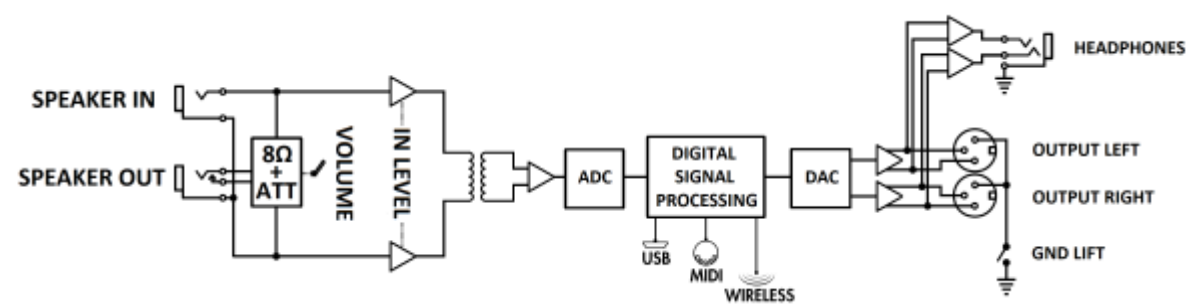 SPEAKER IN
SPEAKER OUT
8Ω
+
ATT
VOLUME
IN LEVEL
ADC
DIGITAL
SIGNAL
PROCESSING
USB
MIDI
WIRELESS
DAC
HEADPHONES
OUTPUT LEFT
OUTPUT RIGHT
GND LIFT